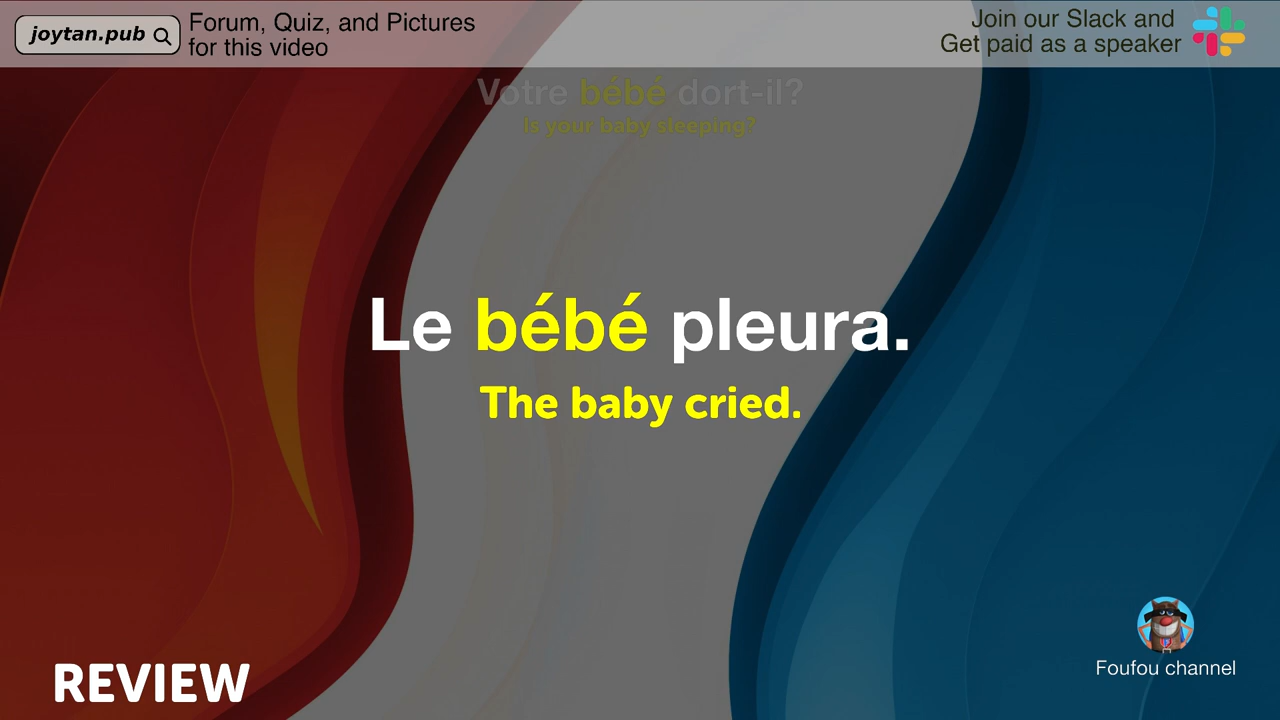 joytan.pub
Forum, Quiz, and Pictures
for this video
Join our Slack and
Get paid as a speaker
Votre bébé dort-il?
Is your baby sleeping?
Le bébé pleura.
The baby cried.
Foufou channel
REVIEW